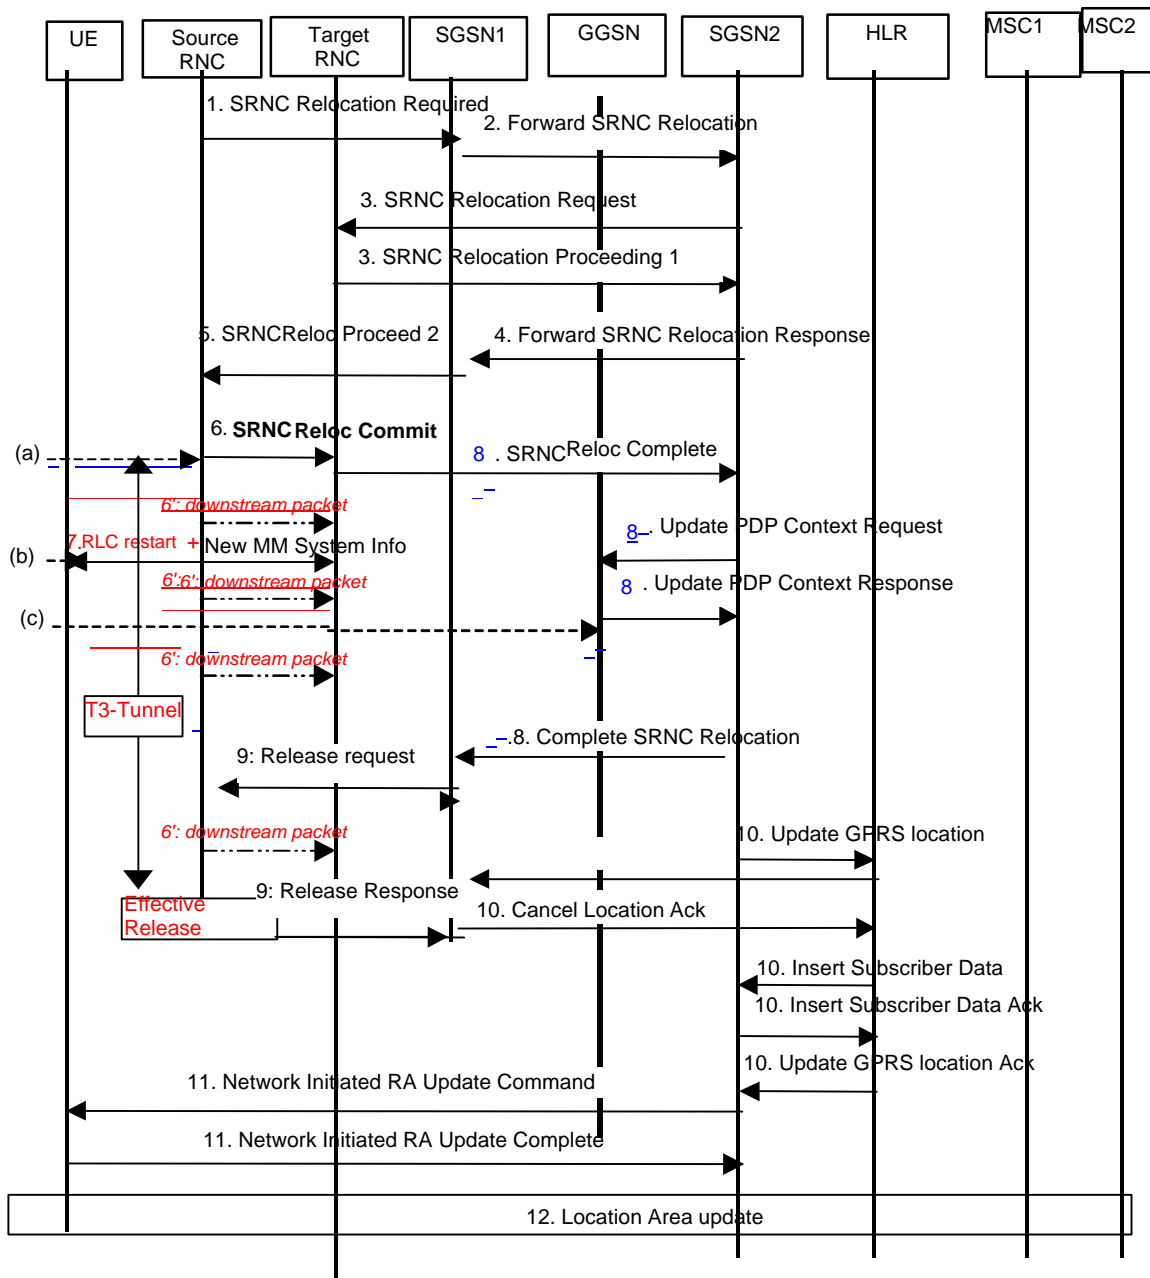 UE
Source
RNC
Target
RNC
SGSN1
GGSN
SGSN2
HLR
MSC1
MSC2
1. SRNC Relocation Required
2. Forward SRNC Relocation
3. SRNC Relocation Request
3. SRNC Relocation Proceeding 1
5. SRNCReloc Proceed 2
4. Forward SRNC Relocation Response
6. SRNC Reloc Commit
(a)
8 . SRNC Reloc Complete
6': downstream packet
8 . Update PDP Context Request
7.RLC restart + New MM System Info
(b)
6':6': downstream packet
8 . Update PDP Context Response
(c)
6': downstream packet
T3-Tunnel
.8. Complete SRNC Relocation
9: Release request
6': downstream packet
10. Update GPRS location
9: Release Response
Effective
Release
10. Cancel Location Ack
10. Insert Subscriber Data
10. Insert Subscriber Data Ack
10. Update GPRS location Ack
11. Network Initiated RA Update Command
11. Network Initiated RA Update Complete
12. Location Area update